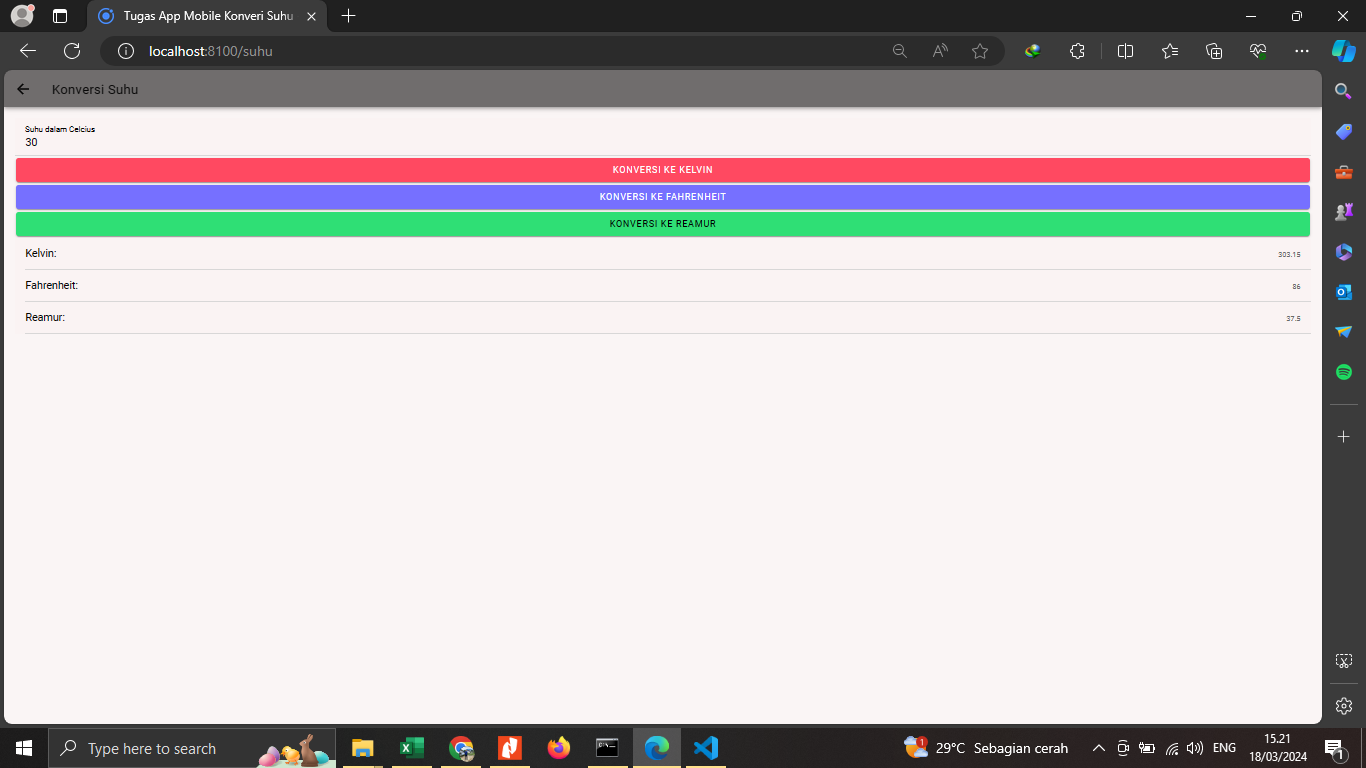 Tugas App Mobile Konveri Suhu
localhost:8100/suhu
Konversi Suhu
Suhu dalam Celcius
30
KONVERSI KE KELVIN
KONVERSI KE FAHRENHEIT
KONVERSI KE REAMUR
Kelvin: 303.15
Fahrenheit: 86
Reamur: 37.5
Type here to search
1 29°C Sebagian cerah ENG 15.21
18/03/2024 1